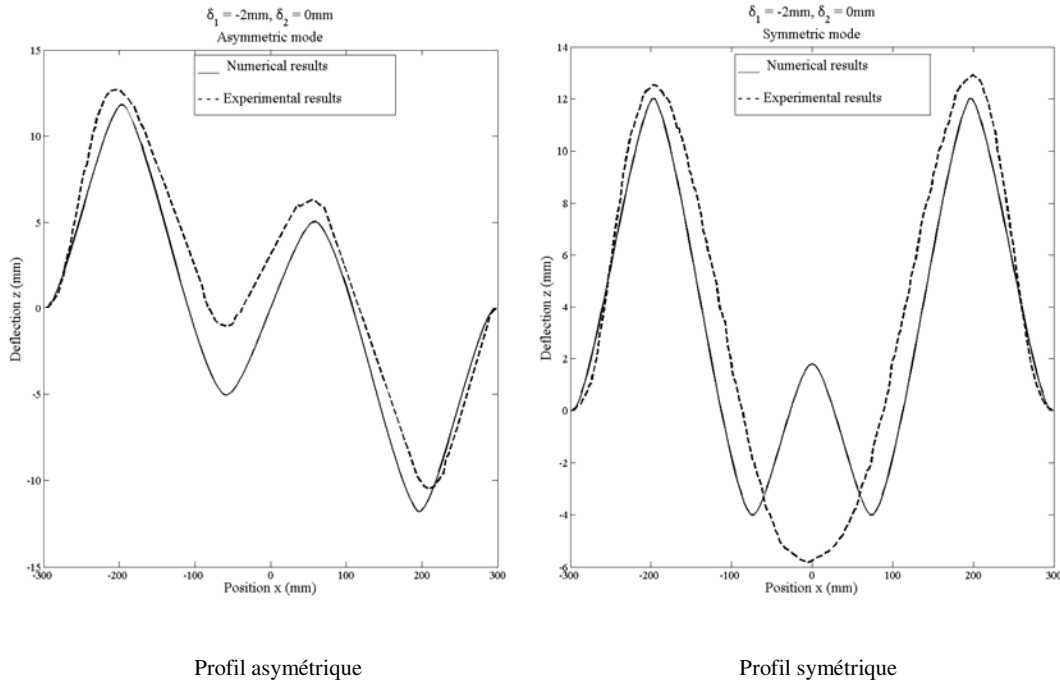 δ1 = -2mm, δ2 = 0mm
Asymmetric mode
Numerical results
Experimental results
15
10
5
0
-5
-10
-15
Deflection z (mm)
-300
-200
-100
0
100
200
300
Position x (mm)
Profil asymétrique
δ1 = -2mm, δ2 = 0mm
Symmetric mode
Numerical results
Experimental results
14
12
10
8
6
4
2
0
-2
-4
-6
Deflection z (mm)
-300
-200
-100
0
100
200
300
Position x (mm)
Profil symétrique